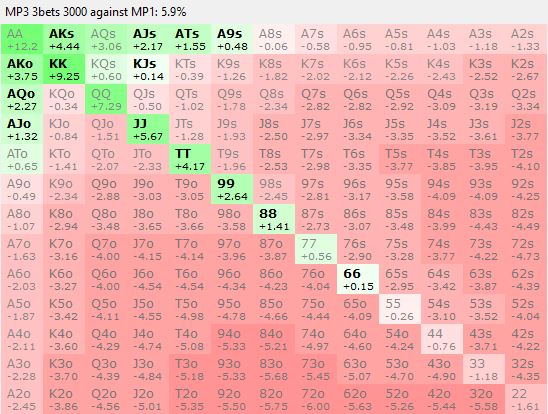 MP3 3bets 3000 against MP1: 5.9%
AA AKs AQs AJs ATs A9s A8s A7s A6s A5s A4s A3s A2s
+12.2 +4.44 +3.06 +2.17 +1.55 +0.48 -0.06 -0.58 -0.95 -0.81 -1.03 -1.18 -1.33
AKo KK KQs KJs KTs K9s K8s K7s K6s K5s K4s K3s K2s
+3.75 +9.25 +0.60 +0.14 -0.39 -1.26 -1.82 -2.02 -2.12 -2.26 -2.43 -2.52 -2.67
AQo KQo QQ QJs QTs Q9s Q8s Q7s Q6s Q5s Q4s Q3s Q2s
+2.27 -0.34 +7.29 -0.50 -1.02 -1.78 -2.34 -2.82 -2.82 -2.92 -3.09 -3.19 -3.34
AJo KJo QJo JJ JTs J9s J8s J7s J6s J5s J4s J3s J2s
+1.32 -0.84 -1.51 +5.67 -1.28 -1.93 -2.50 -2.97 -3.34 -3.35 -3.52 -3.61 -3.77
ATo KTo QTo JTo TT T9s T8s T7s T6s T5s T4s T3s T2s
+0.65 -1.41 -2.07 -2.33 +4.17 -1.96 -2.53 -2.98 -3.35 -3.77 -3.85 -3.95 -4.10
A9o K9o Q9o J9o T9o 99 98s 97s 96s 95s 94s 93s 92s
-0.49 -2.34 -2.88 -3.03 -3.05 +2.64 -2.45 -2.81 -3.17 -3.58 -4.09 -4.09 -4.25
A8o K8o Q8o J8o T8o 98o 88 87s 86s 85s 84s 83s 82s
-1.07 -2.94 -3.48 -3.65 -3.66 -3.58 +1.41 -2.73 -3.07 -3.48 -3.99 -4.43 -4.49
A7o K7o Q7o J7o T7o 97o 87o 77 76s 75s 74s 73s 72s
-1.63 -3.16 -4.00 -4.15 -4.14 -3.96 -3.87 +0.56 -2.90 -3.28 -3.77 -4.22 -4.73
A6o K6o Q6o J6o T6o 96o 86o 76o 66 65s 64s 63s 62s
-2.03 -3.27 -4.00 -4.54 -4.54 -4.34 -4.23 -4.04 +0.15 -2.95 -3.42 -3.87 -4.39
A5o K5o Q5o J5o T5o 95o 85o 75o 65o 55 54s 53s 52s
-1.87 -3.42 -4.11 -4.55 -4.98 -4.78 -4.66 -4.44 -4.09 -0.26 -3.10 -3.52 -4.04
A4o K4o Q4o J4o T4o 94o 84o 74o 64o 54o 44 43s 42s
-2.11 -3.60 -4.29 -4.74 -5.08 -5.33 -5.21 -4.97 -4.60 -4.24 -0.76 -3.71 -4.22
A3o K3o Q3o J3o T3o 93o 83o 73o 63o 53o 43o 33 32s
-2.28 -3.70 -4.39 -4.84 -5.18 -5.33 -5.68 -5.45 -5.07 -4.70 -4.90 -1.18 -4.35
A2o K2o Q2o J2o T2o 92o 82o 72o 62o 52o 42o 32o 22
-2.45 -3.86 -4.56 -5.01 -5.35 -5.50 -5.75 -6.00 -5.63 -5.26 -5.44 -5.58 -1.61